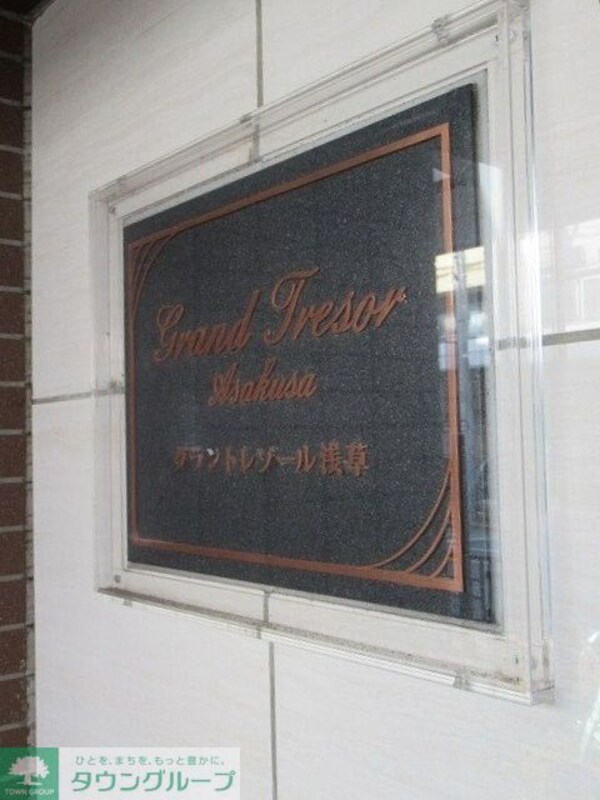 Grand Tresor
Asakusa
グラントレゾール浅草
ひとを、まちを、もっと豊かに。
タウングループ
TOWN GROUP